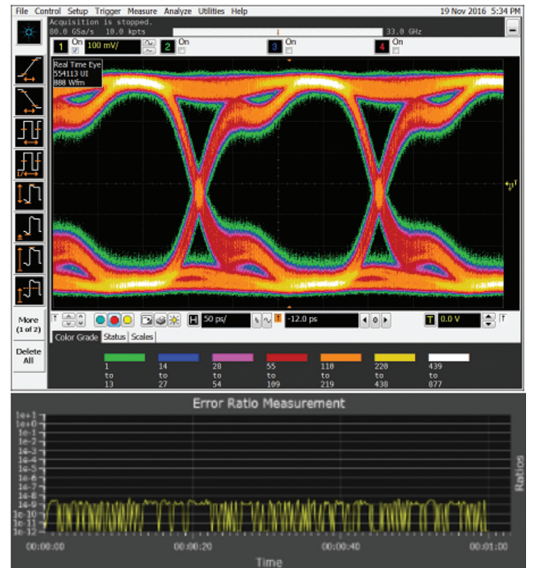 File Control Setup Trigger Measure Analyze Utilities Help 19 Nov 2016 5:34 PM
Acquisition is stopped.
80.0 GSa/s 10.0 kpts 33.0 GHz
1 On 100 mV/ 2 On 3 On 4 On
Real Time Eye
554113 UI
888 Wfm
More
(1 of 2)
Delete
All
H 50 ps/ -12.0 ps T 0.0 V
Color Grade Status Scales
1 14 28 55 110 220 439
to to to to to to to
13 27 54 109 219 438 877
Error Ratio Measurement
1e+1
1e+0
1e-1
1e-2
1e-3
1e-4
1e-5
1e-6
1e-7
1e-8
1e-9
1e-10
1e-11
1e-12
Ratios
00:00:00 00:00:20 00:00:40 00:01:00
Time